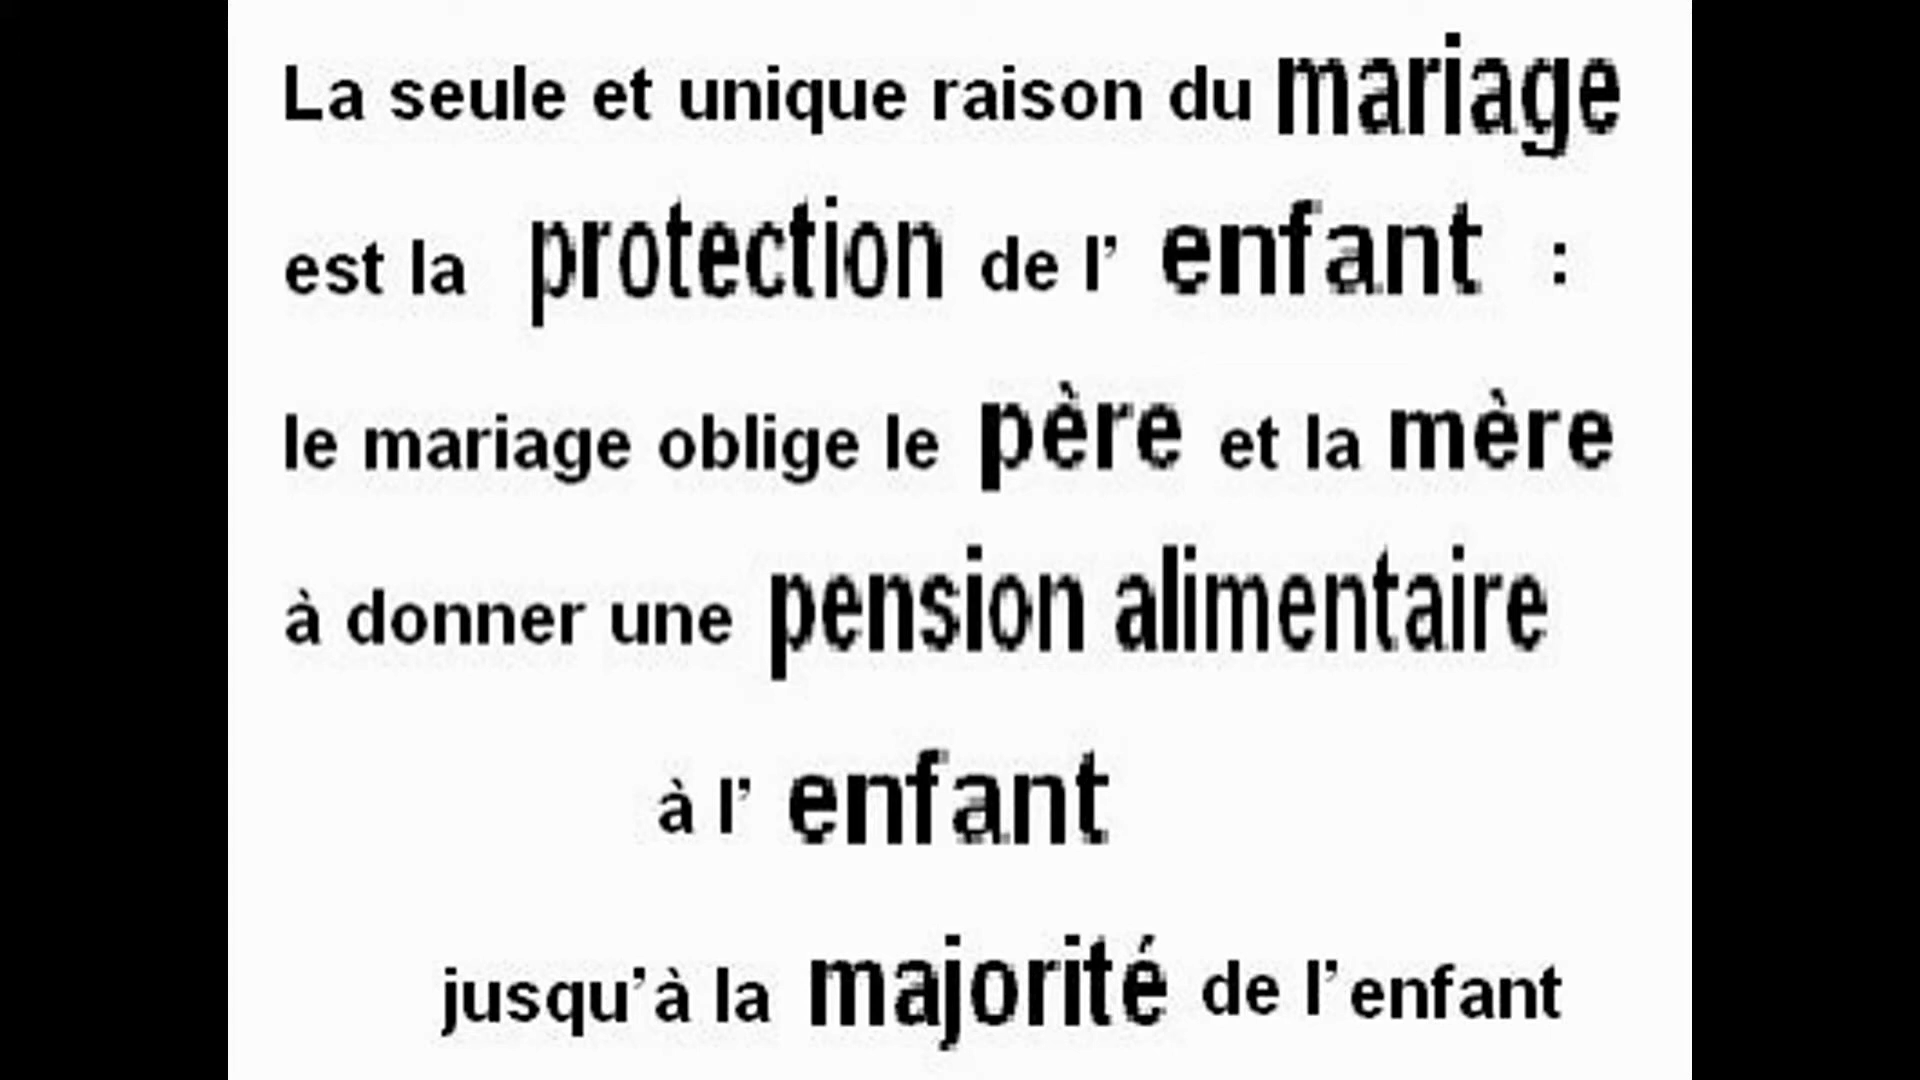 La seule et unique raison du mariage
est la protection de l’ enfant :
le mariage oblige le père et la mère
à donner une pension alimentaire
à l’ enfant
jusqu’à la majorité de l’enfant